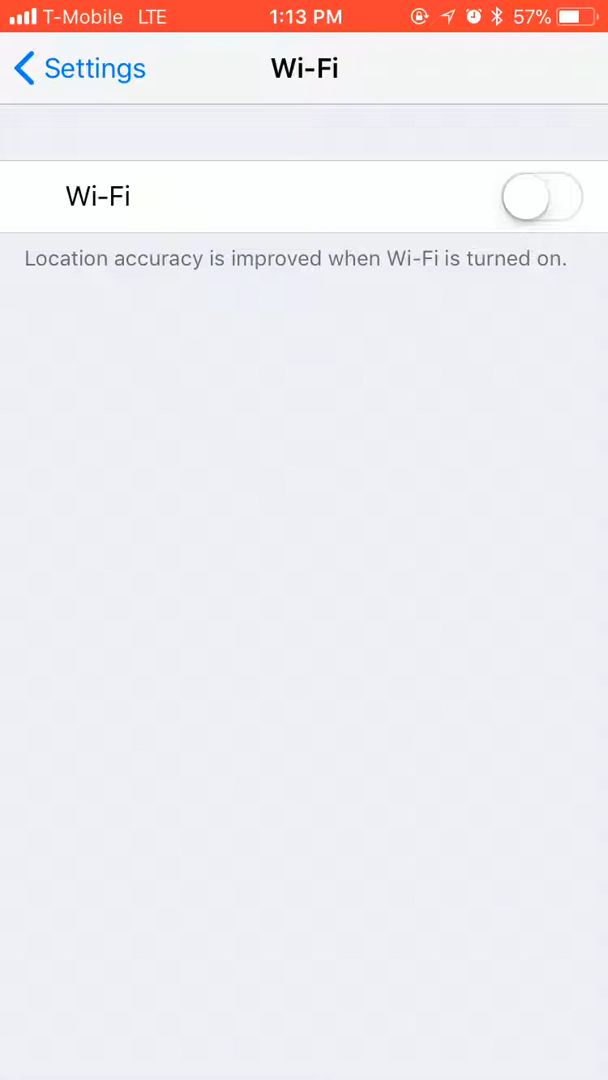 T-Mobile LTE 1:13 PM 57%
Settings Wi-Fi
Wi-Fi
Location accuracy is improved when Wi-Fi is turned on.